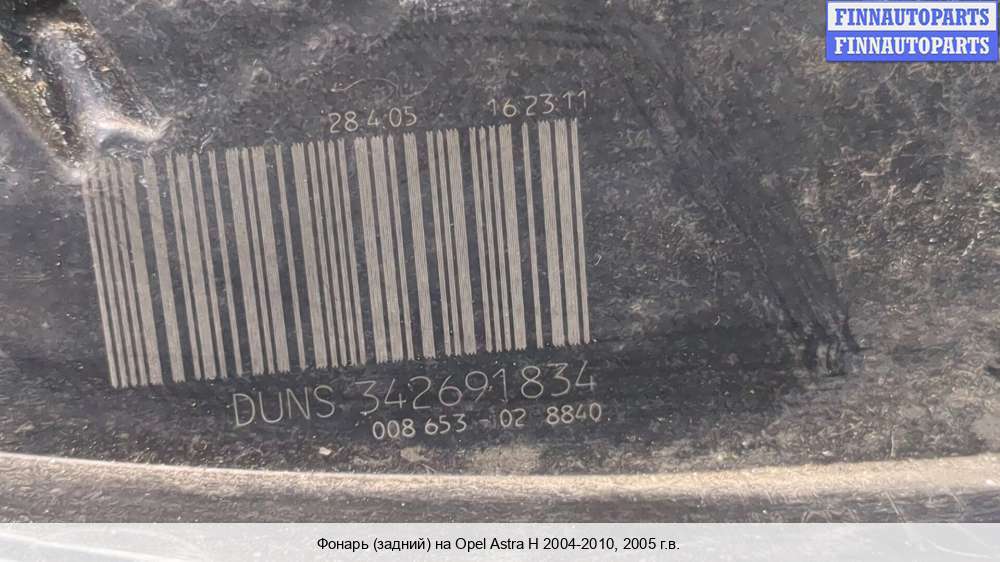 FINNAUTOPARTS
FINNAUTOPARTS
28.4.05 16:23:11
DUNS 342691834
008 653-02 8840
Фонарь (задний) на Opel Astra H 2004-2010, 2005 г.в.